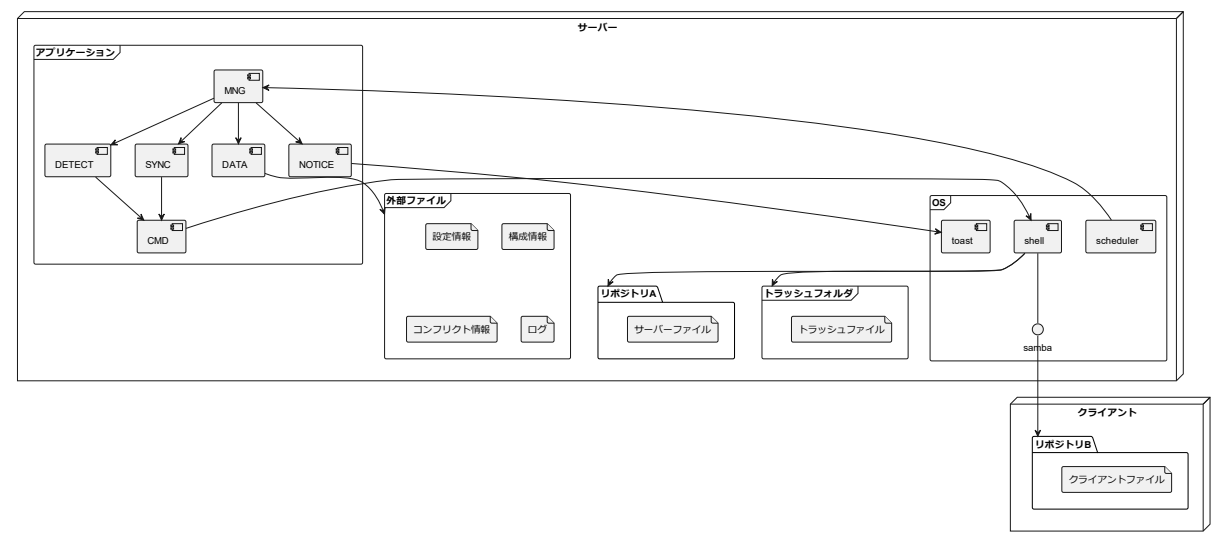 サーバー
アプリケーション
MNG
DETECT
SYNC
DATA
NOTICE
CMD
外部ファイル
設定情報
構成情報
コンフリクト情報
ログ
リポジトリA
サーバーファイル
トラッシュフォルダ
トラッシュファイル
OS
toast
shell
scheduler
samba
クライアント
リポジトリB
クライアントファイル